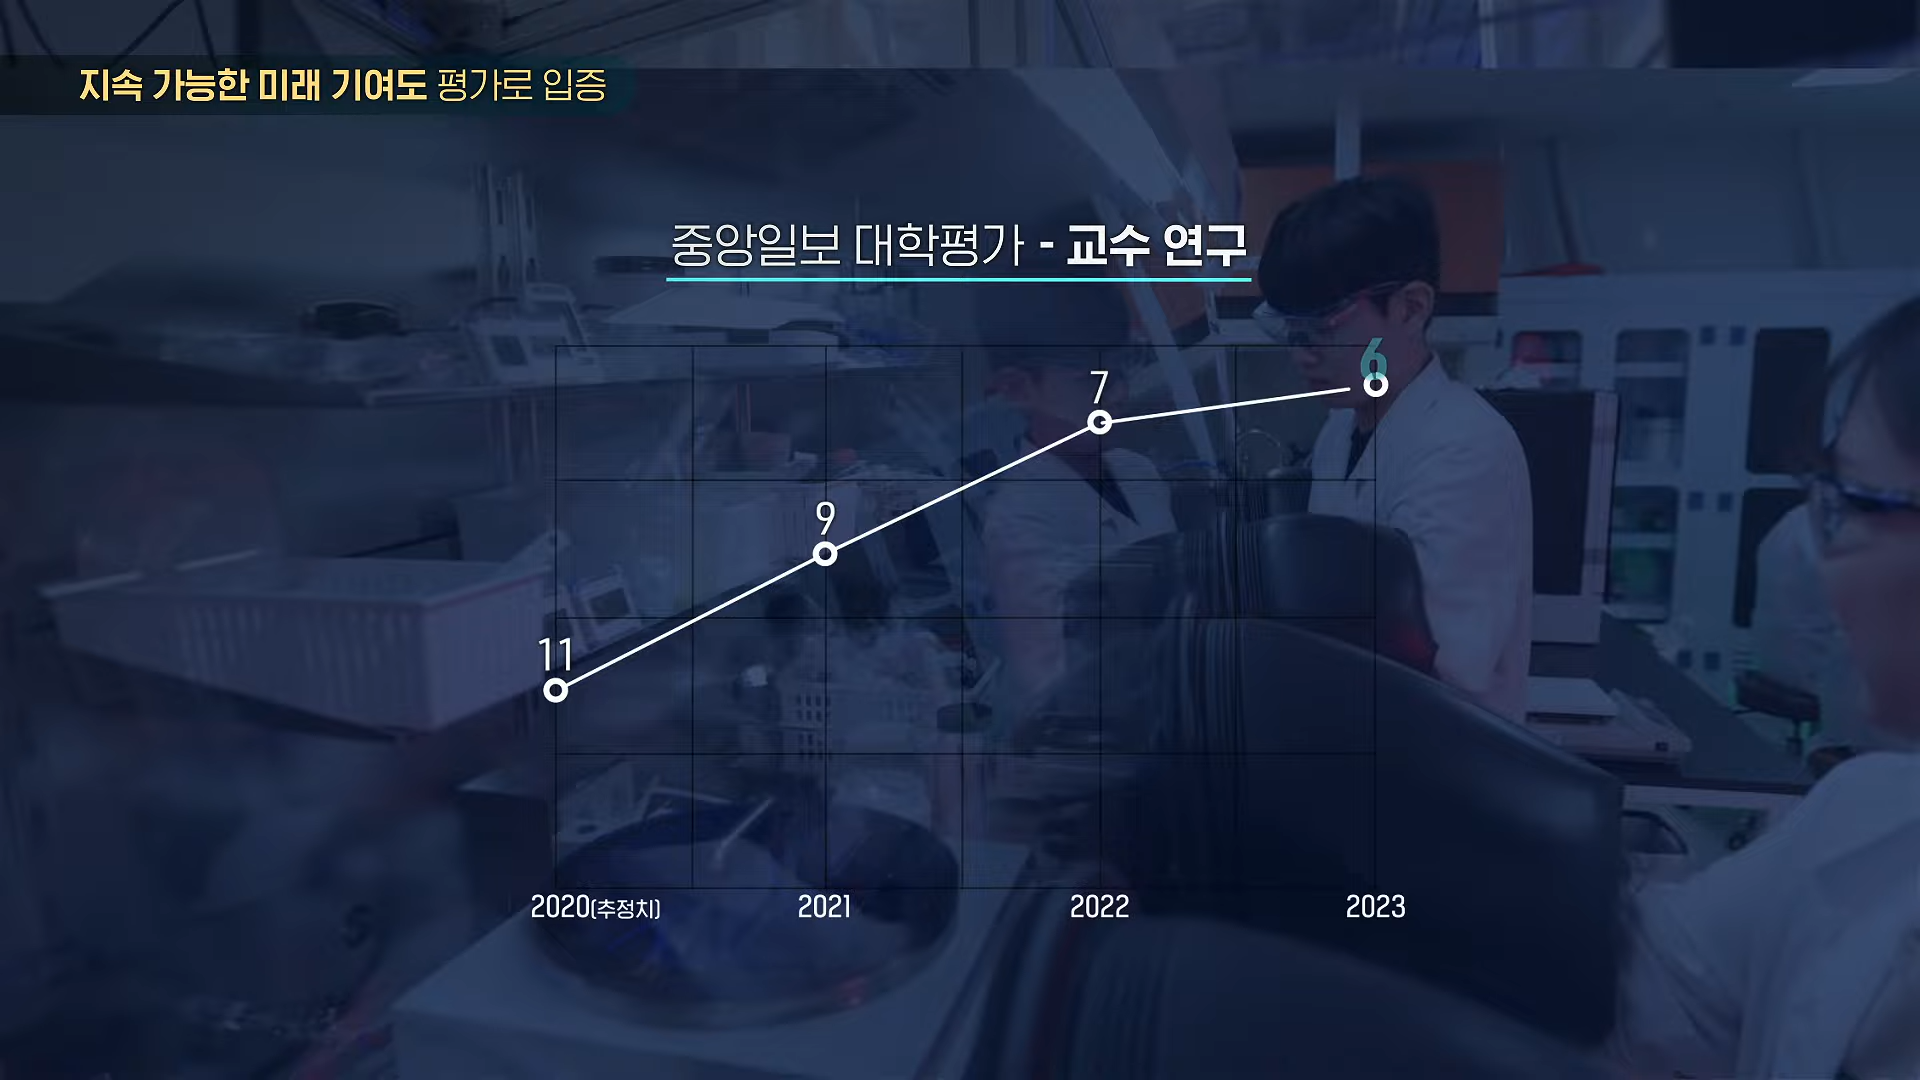 지속 가능한 미래 기여도 평가로 입증
중앙일보 대학평가 - 교수 연구
6
7
9
11
2020(추정치) 2021 2022 2023